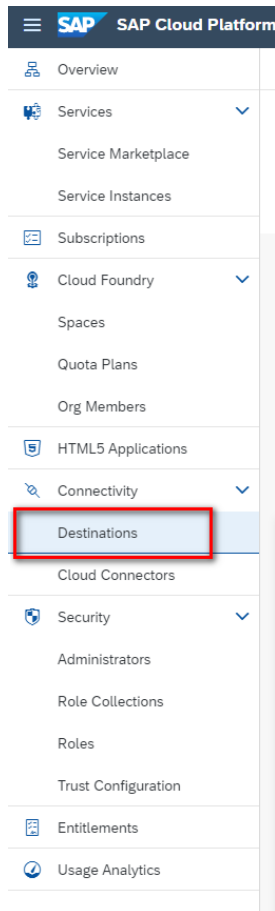 SAP SAP Cloud Platform
Overview
Services
Service Marketplace
Service Instances
Subscriptions
Cloud Foundry
Spaces
Quota Plans
Org Members
HTML5 Applications
Connectivity
Destinations
Cloud Connectors
Security
Administrators
Role Collections
Roles
Trust Configuration
Entitlements
Usage Analytics